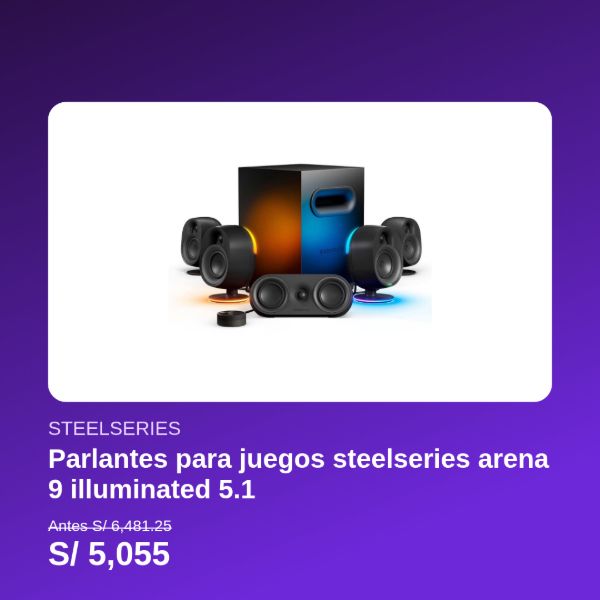 STEELSERIES
Parlantes para juegos steelseries arena
9 illuminated 5.1
Antes S/ 6,481.25
S/ 5,055